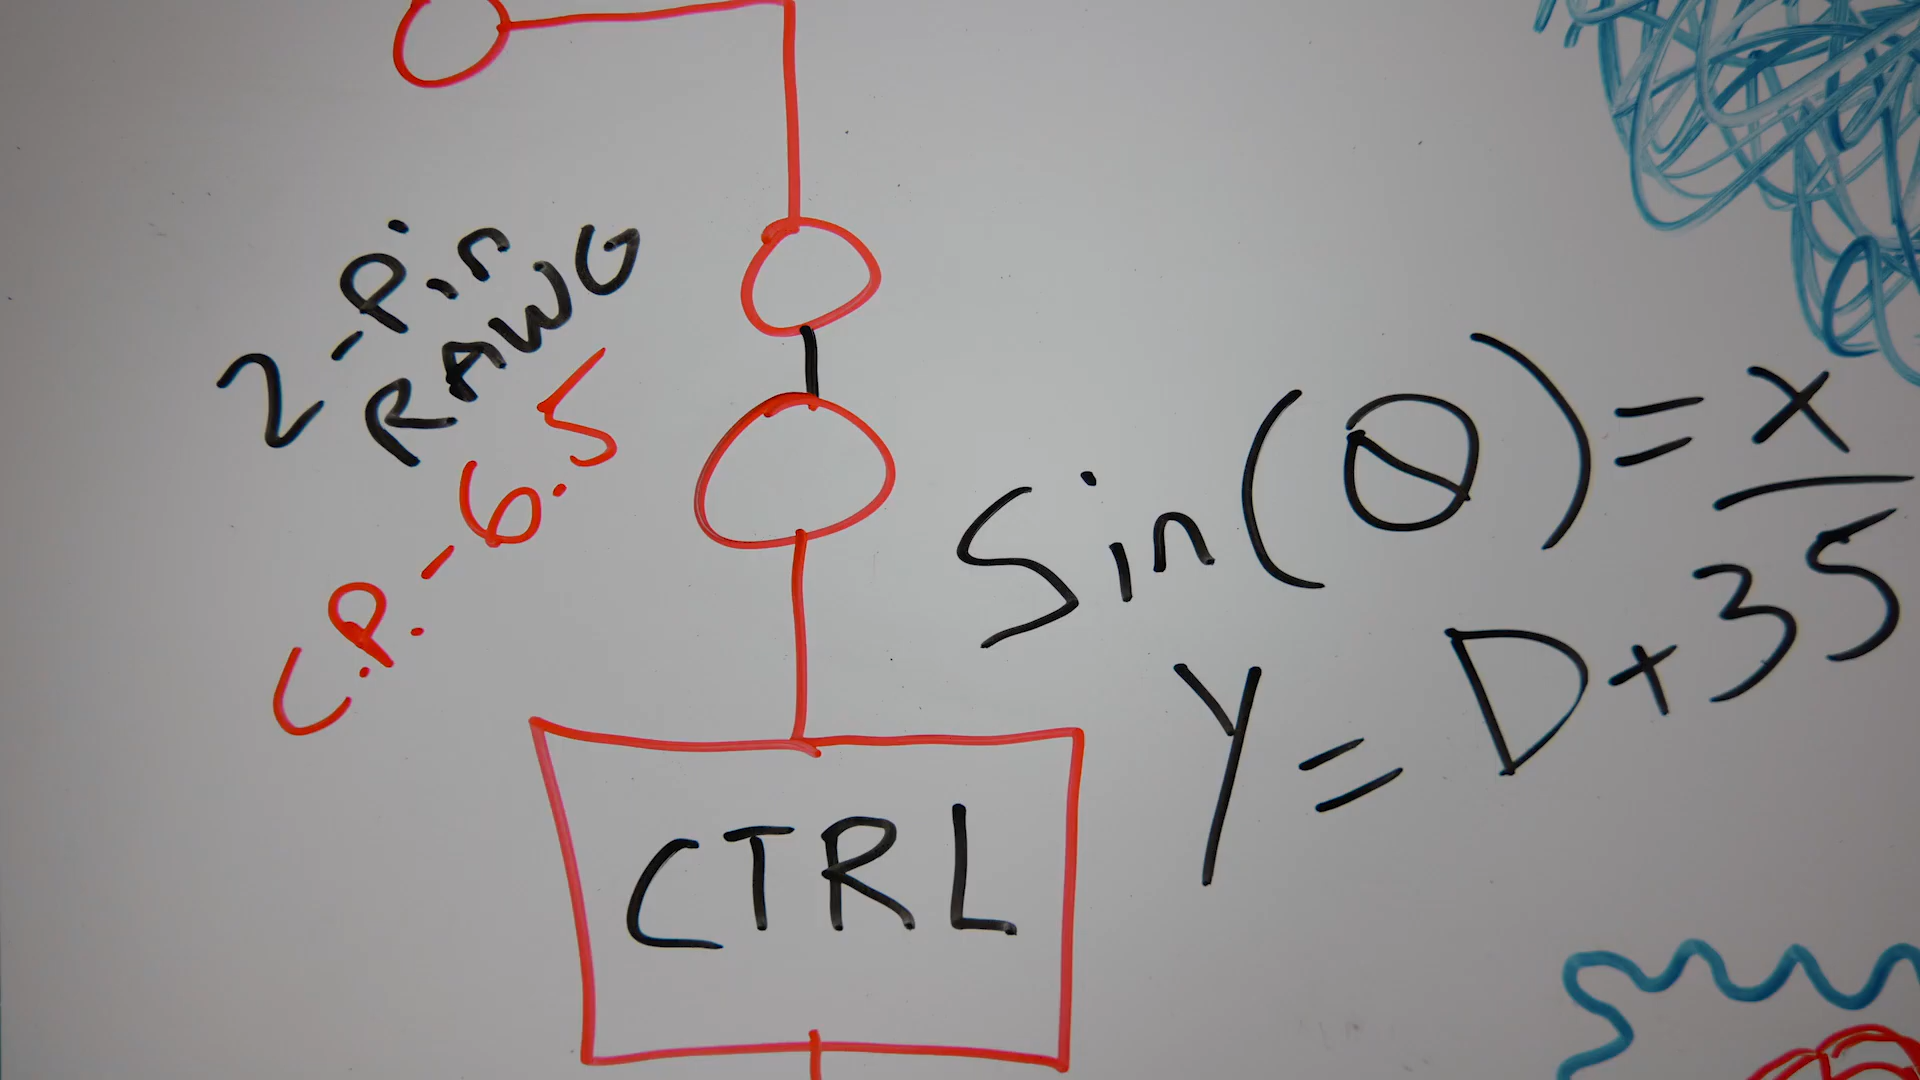 2-Pin
RAWG
C.P.-6.5
Sin(θ)=x/35
Y=D+35
CTRL